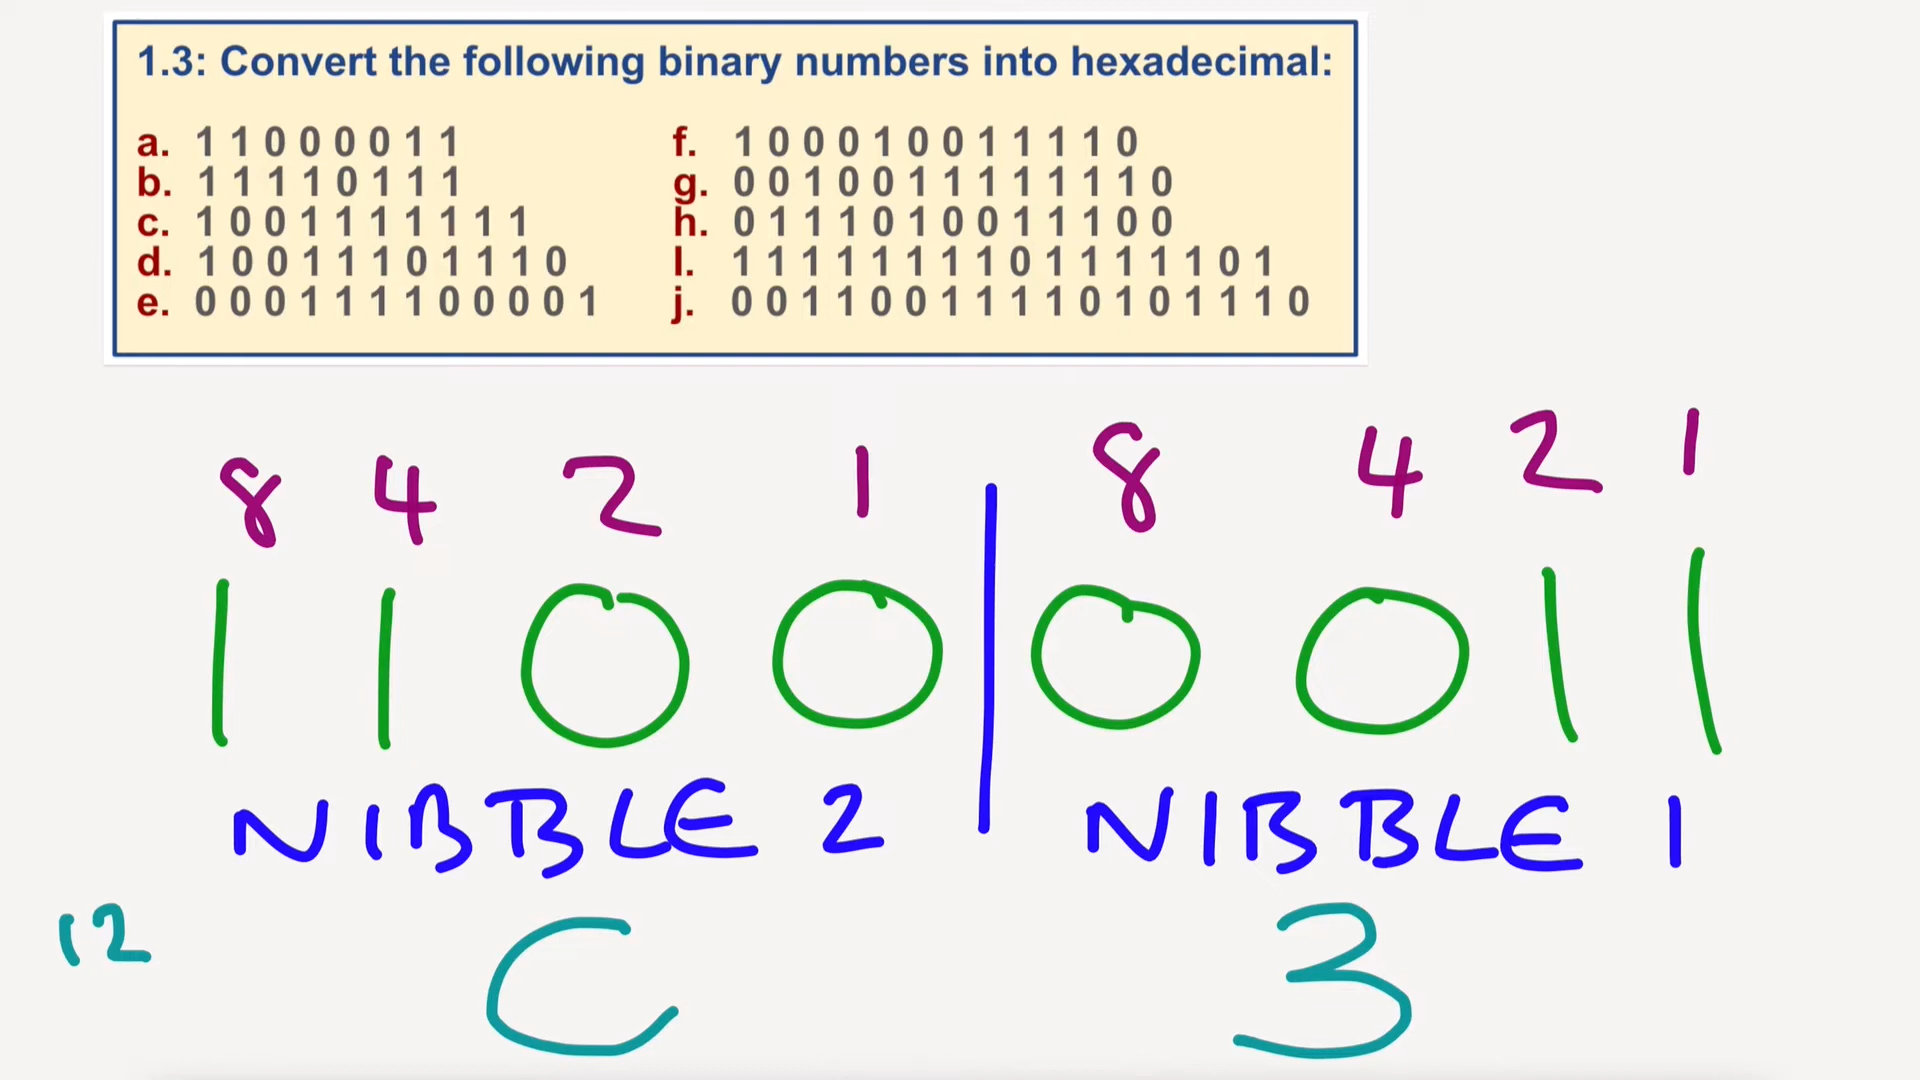 1.3: Convert the following binary numbers into hexadecimal:
a. 1 1 0 0 0 0 1 1
b. 1 1 1 1 0 1 1 1
c. 1 0 0 1 1 1 1 1 1 1
d. 1 0 0 1 1 1 0 1 1 1 0
e. 0 0 0 1 1 1 1 0 0 0 0 1
f. 1 0 0 0 1 0 0 1 1 1 1 0
g. 0 0 1 0 0 1 1 1 1 1 1 1 0
h. 0 1 1 1 0 1 0 0 1 1 1 0 0
I. 1 1 1 1 1 1 1 1 0 1 1 1 1 1 0 1
j. 0 0 1 1 0 0 1 1 1 1 0 1 0 1 1 1 0
8 4 2 1 8 4 2 1
1 1 0 0 0 0 1 1
NIBBLE 2 NIBBLE 1
12 C 3